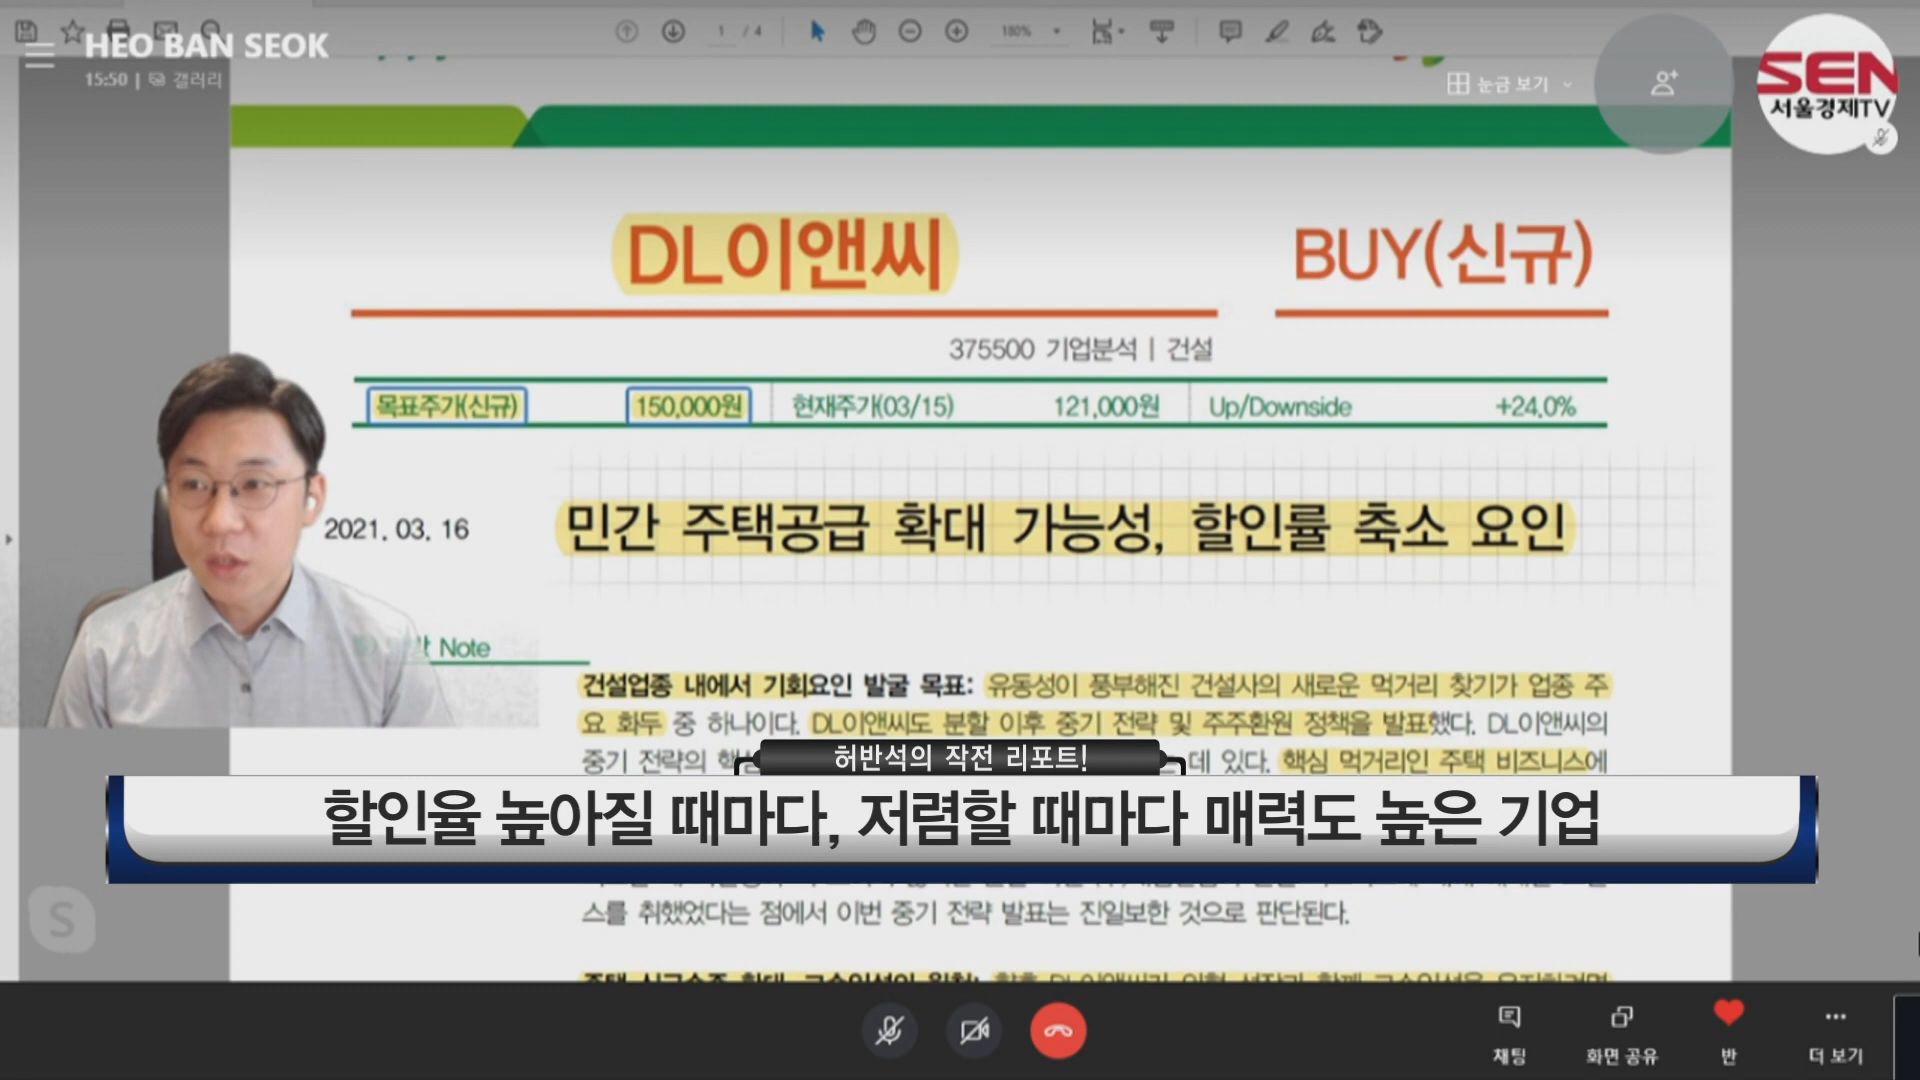 1 / 4
180%
HEO BAN SEOK
15:50 | 갤러리
눈금 보기
SEN
서울경제TV
DL이앤씨
BUY(신규)
375500 기업분석 | 건설
목표주가(신규) 150,000원 현재주가(03/15) 121,000원 Up/Downside +24.0%
2021. 03. 16
민간 주택공급 확대 가능성, 할인률 축소 요인
Note
건설업종 내에서 기회요인 발굴 목표: 유동성이 풍부해진 건설사의 새로운 먹거리 찾기가 업종 주
요 화두 중 하나이다. DL이앤씨도 분할 이후 중기 전략 및 주주환원 정책을 발표했다. DL이앤씨의
중기 전략의 데 있다. 핵심 먹거리인 주택 비즈니스에
허반석의 작전 리포트!
할인율 높아질 때마다, 저렴할 때마다 매력도 높은 기업
스를 취했었다는 점에서 이번 중기 전략 발표는 진일보한 것으로 판단된다.
S
채팅
화면 공유
반
더 보기